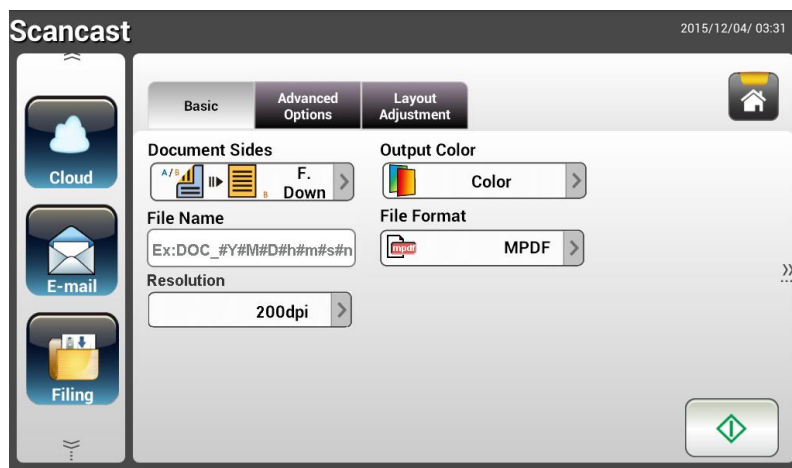 Scancast
2015/12/04/ 03:31
Cloud
E-mail
Filing
Basic
Advanced
Options
Layout
Adjustment
Document Sides
A/B
B
F.
Down
Output Color
Color
File Name
Ex:DOC_#Y#M#D#h#m#s#n
File Format
mpdf
MPDF
Resolution
200dpi